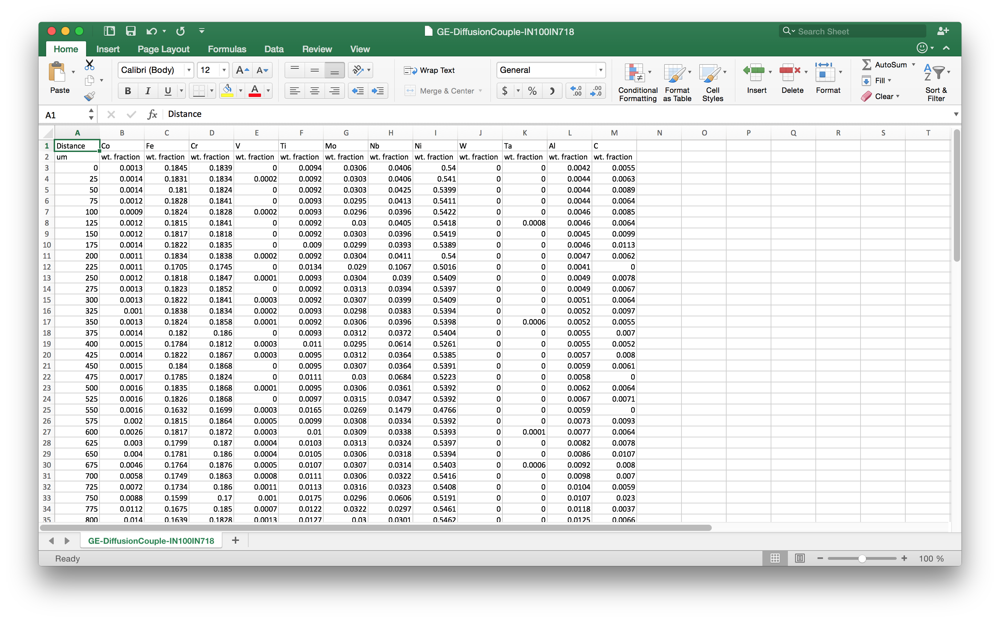 GE-DiffusionCouple-IN100IN718
Search Sheet
Home Insert Page Layout Formulas Data Review View
Paste
Calibri (Body) 12 A A
B I U A
Wrap Text
Merge & Center
General
$ % .0 .00 .00 .0
Conditional Formatting
Format as Table
Cell Styles
Insert Delete Format
AutoSum
Fill
Clear
A Z Sort & Filter
A1 fx Distance
A B C D E F G H I J K L M N O P Q R S T
1 Distance Co Fe Cr V Ti Mo Nb Ni W Ta Al C
2 um wt. fraction wt. fraction wt. fraction wt. fraction wt. fraction wt. fraction wt. fraction wt. fraction wt. fraction wt. fraction wt. fraction wt. fraction
3 0 0.0013 0.1845 0.1839 0 0.0094 0.0306 0.0406 0.54 0 0 0.0042 0.0055
4 25 0.0014 0.1831 0.1834 0.0002 0.0092 0.0303 0.0406 0.541 0 0 0.0044 0.0063
5 50 0.0014 0.181 0.1824 0 0.0092 0.0303 0.0425 0.5399 0 0 0.0044 0.0089
6 75 0.0012 0.1828 0.1841 0 0.0093 0.0295 0.0413 0.5411 0 0 0.0044 0.0064
7 100 0.0009 0.1824 0.1828 0.0002 0.0093 0.0296 0.0396 0.5422 0 0 0.0046 0.0085
8 125 0.0012 0.1815 0.1841 0 0.0092 0.03 0.0405 0.5418 0 0.0008 0.0046 0.0064
9 150 0.0012 0.1817 0.1818 0 0.0092 0.0303 0.0396 0.5419 0 0 0.0045 0.0099
10 175 0.0014 0.1822 0.1835 0 0.009 0.0299 0.0393 0.5389 0 0 0.0046 0.0113
11 200 0.0011 0.1834 0.1838 0.0002 0.0092 0.0304 0.0411 0.54 0 0 0.0047 0.0062
12 225 0.0011 0.1705 0.1745 0 0.0134 0.029 0.1067 0.5016 0 0 0.0041 0
13 250 0.0012 0.1818 0.1847 0.0001 0.0093 0.0304 0.039 0.5409 0 0 0.0049 0.0078
14 275 0.0013 0.1823 0.1852 0 0.0092 0.0313 0.0394 0.5397 0 0 0.0049 0.0067
15 300 0.0013 0.1822 0.1841 0.0003 0.0092 0.0307 0.0399 0.5409 0 0 0.0051 0.0064
16 325 0.001 0.1838 0.1834 0.0002 0.0093 0.0298 0.0383 0.5394 0 0 0.0052 0.0097
17 350 0.0013 0.1824 0.1858 0.0001 0.0092 0.0306 0.0396 0.5398 0 0.0006 0.0052 0.0055
18 375 0.0014 0.182 0.186 0 0.0093 0.0312 0.0372 0.5404 0 0 0.0055 0.007
19 400 0.0015 0.1784 0.1812 0.0003 0.011 0.0295 0.0614 0.5261 0 0 0.0055 0.0052
20 425 0.0014 0.1822 0.1867 0.0003 0.0095 0.0312 0.0364 0.5385 0 0 0.0057 0.008
21 450 0.0015 0.184 0.1868 0 0.0095 0.0307 0.0364 0.5391 0 0 0.0059 0.0061
22 475 0.0017 0.1785 0.1824 0 0.0111 0.03 0.0684 0.5223 0 0 0.0058 0
23 500 0.0016 0.1835 0.1868 0.0001 0.0095 0.0306 0.0361 0.5392 0 0 0.0062 0.0064
24 525 0.0016 0.1826 0.1868 0 0.0097 0.0315 0.0347 0.5392 0 0 0.0067 0.0071
25 550 0.0016 0.1632 0.1699 0.0003 0.0165 0.0269 0.1479 0.4766 0 0 0.0059 0
26 575 0.002 0.1815 0.1864 0.0005 0.0099 0.0308 0.0334 0.5392 0 0 0.0073 0.0093
27 600 0.0026 0.1817 0.1872 0.0003 0.01 0.0309 0.0338 0.5393 0 0.0001 0.0077 0.0064
28 625 0.003 0.1799 0.187 0.0004 0.0103 0.0313 0.0324 0.5397 0 0 0.0082 0.0078
29 650 0.004 0.1781 0.186 0.0004 0.0105 0.0306 0.0318 0.5394 0 0 0.0086 0.0107
30 675 0.0046 0.1764 0.1876 0.0005 0.0107 0.0307 0.0314 0.5403 0 0.0006 0.0092 0.008
31 700 0.0058 0.1749 0.1863 0.0008 0.0111 0.0306 0.0322 0.5416 0 0 0.0098 0.007
32 725 0.0072 0.1734 0.186 0.0011 0.0113 0.0316 0.0323 0.5408 0 0 0.0104 0.0059
33 750 0.0088 0.1599 0.17 0.001 0.0175 0.0296 0.0606 0.5191 0 0 0.0107 0.023
34 775 0.0112 0.1675 0.185 0.0007 0.0122 0.0322 0.0297 0.5461 0 0 0.0118 0.0037
35 800 0.014 0.1639 0.1828 0.0013 0.0127 0.03 0.0301 0.5462 0 0 0.0125 0.0066
GE-DiffusionCouple-IN100IN718 +
Ready
100 %